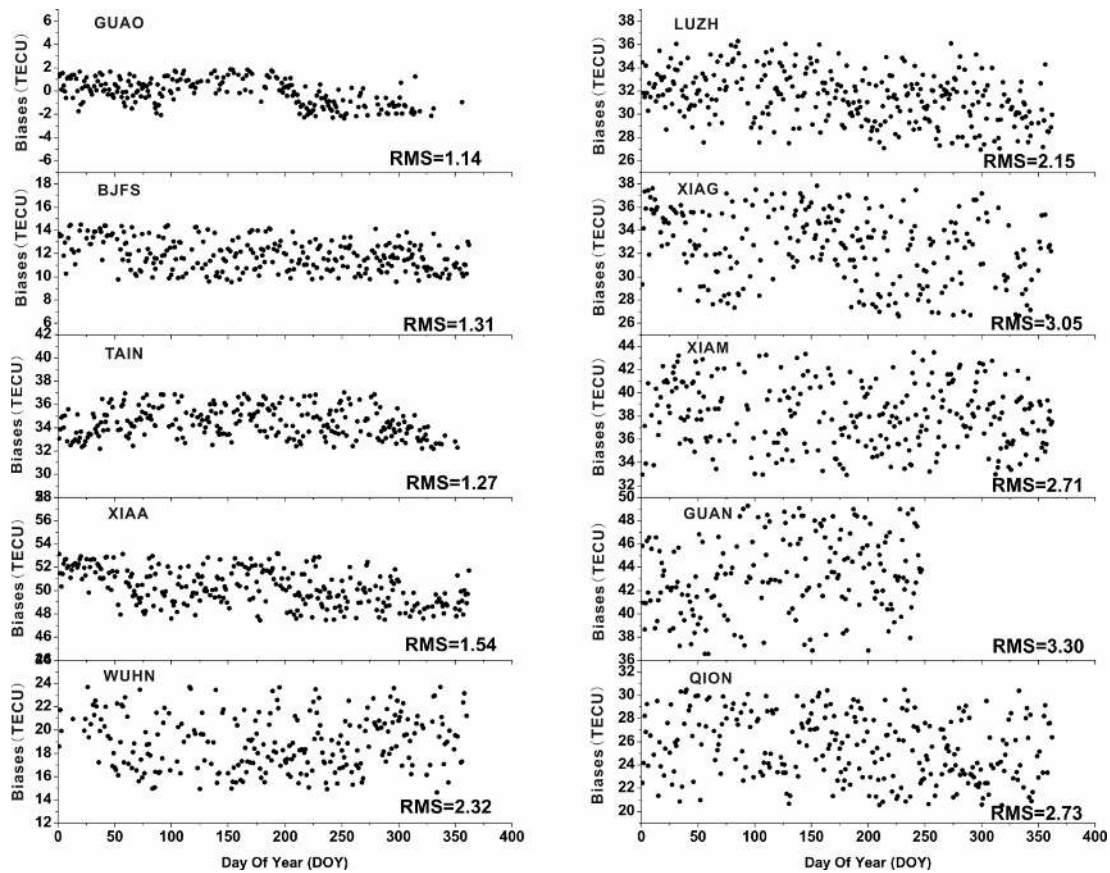 GUAO
6
4
2
0
-2
-4
-6
Biases (TECU)
RMS=1.14
BJFS
18
16
14
12
10
8
6
Biases (TECU)
RMS=1.31
TAIN
42
40
38
36
34
32
30
Biases (TECU)
RMS=1.27
XIAA
56
54
52
50
48
46
Biases (TECU)
RMS=1.54
WUHN
24
22
20
18
16
14
12
Biases (TECU)
RMS=2.32
0 50 100 150 200 250 300 350 400
Day Of Year (DOY)
LUZH
38
36
34
32
30
28
26
Biases (TECU)
RMS=2.15
XIAG
38
36
34
32
30
28
26
Biases (TECU)
RMS=3.05
XIAM
44
42
40
38
36
34
32
Biases (TECU)
RMS=2.71
GUAN
50
48
46
44
42
40
38
36
Biases (TECU)
RMS=3.30
QION
30
28
26
24
22
20
Biases (TECU)
RMS=2.73
0 50 100 150 200 250 300 350 400
Day Of Year (DOY)